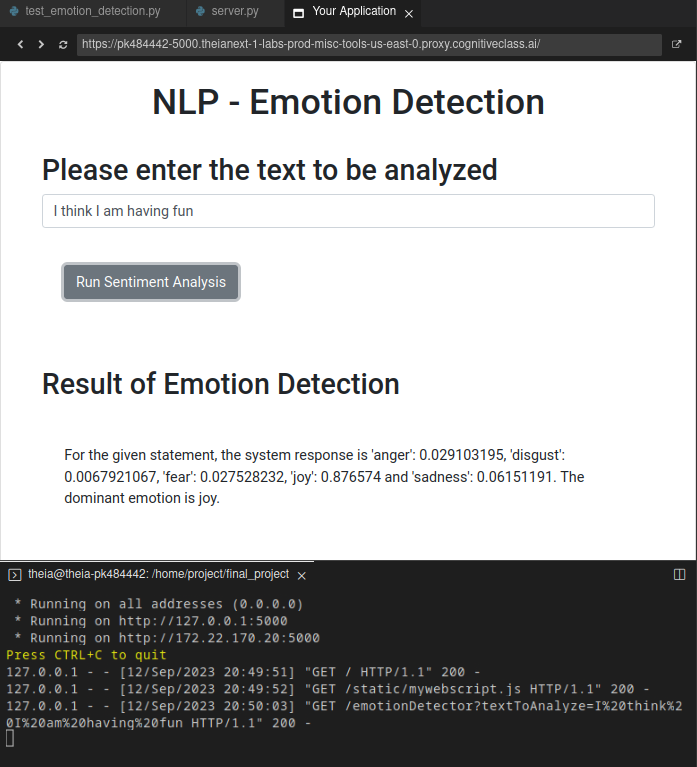 test_emotion_detection.py server.py Your Application
https://pk484442-5000.theianext-1-labs-prod-misc-tools-us-east-0.proxy.cognitiveclass.ai/
NLP - Emotion Detection
Please enter the text to be analyzed
I think I am having fun
Run Sentiment Analysis
Result of Emotion Detection
For the given statement, the system response is 'anger': 0.029103195, 'disgust':
0.0067921067, 'fear': 0.027528232, 'joy': 0.876574 and 'sadness': 0.06151191. The
dominant emotion is joy.
theia@theia-pk484442: /home/project/final_project
* Running on all addresses (0.0.0.0)
* Running on http://127.0.0.1:5000
* Running on http://172.22.170.20:5000
Press CTRL+C to quit
127.0.0.1 - - [12/Sep/2023 20:49:51] "GET / HTTP/1.1" 200 -
127.0.0.1 - - [12/Sep/2023 20:49:52] "GET /static/mywebscript.js HTTP/1.1" 200 -
127.0.0.1 - - [12/Sep/2023 20:50:03] "GET /emotionDetector?textToAnalyze=I%20think%2
0I%20am%20having%20fun HTTP/1.1" 200 -